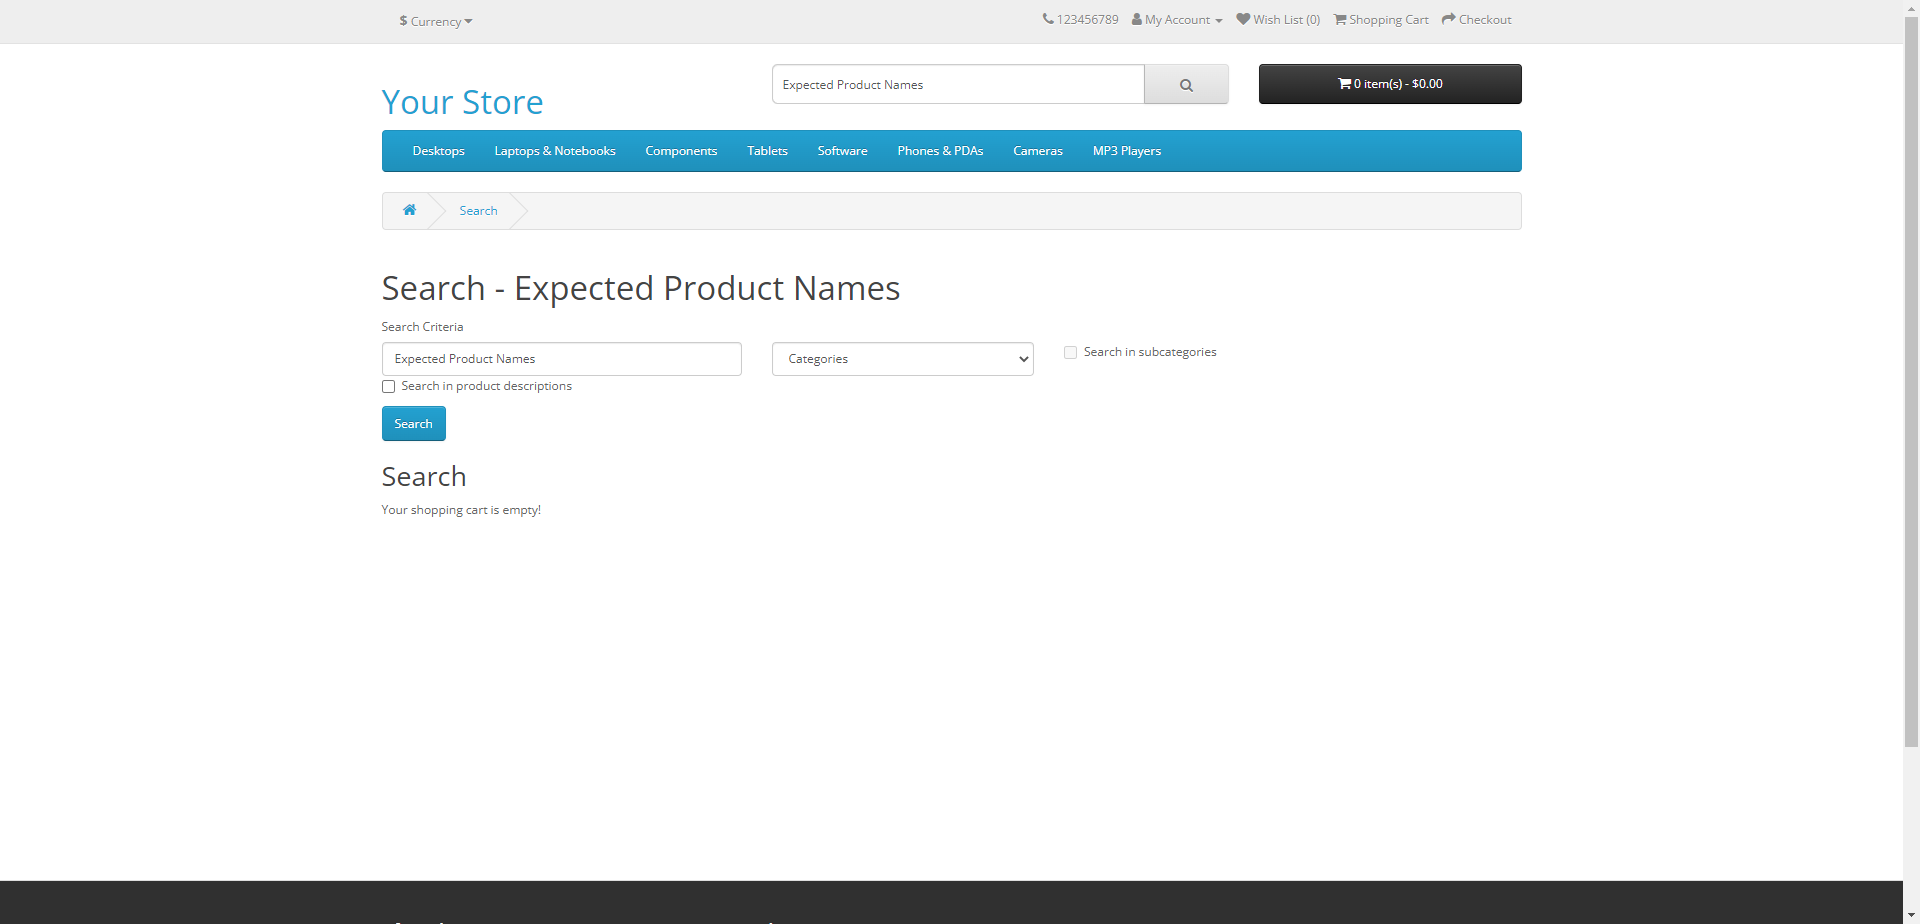 $ Currency
123456789 My Account Wish List (0) Shopping Cart Checkout
Your Store
Expected Product Names
0 item(s) - $0.00
Desktops Laptops & Notebooks Components Tablets Software Phones & PDAs Cameras MP3 Players
Search
Search - Expected Product Names
Search Criteria
Expected Product Names Categories Search in subcategories
Search in product descriptions
Search
Search
Your shopping cart is empty!